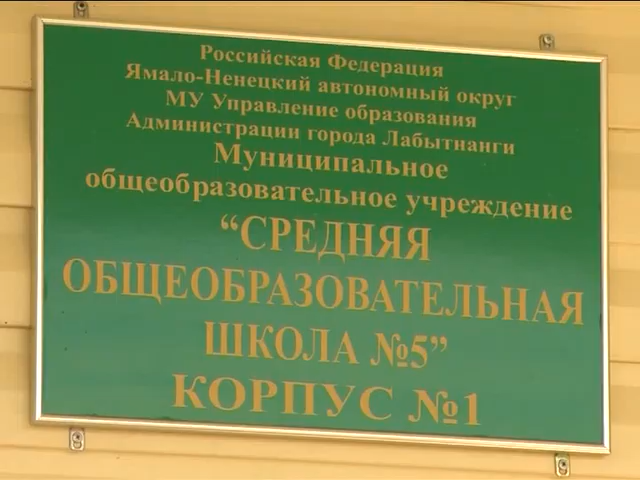 Российская Федерация
Ямало-Ненецкий автономный округ
МУ Управление образования
Администрации города Лабытнанги
Муниципальное
общеобразовательное учреждение
“СРЕДНЯЯ
ОБЩЕОБРАЗОВАТЕЛЬНАЯ
ШКОЛА №5”
КОРПУС №1